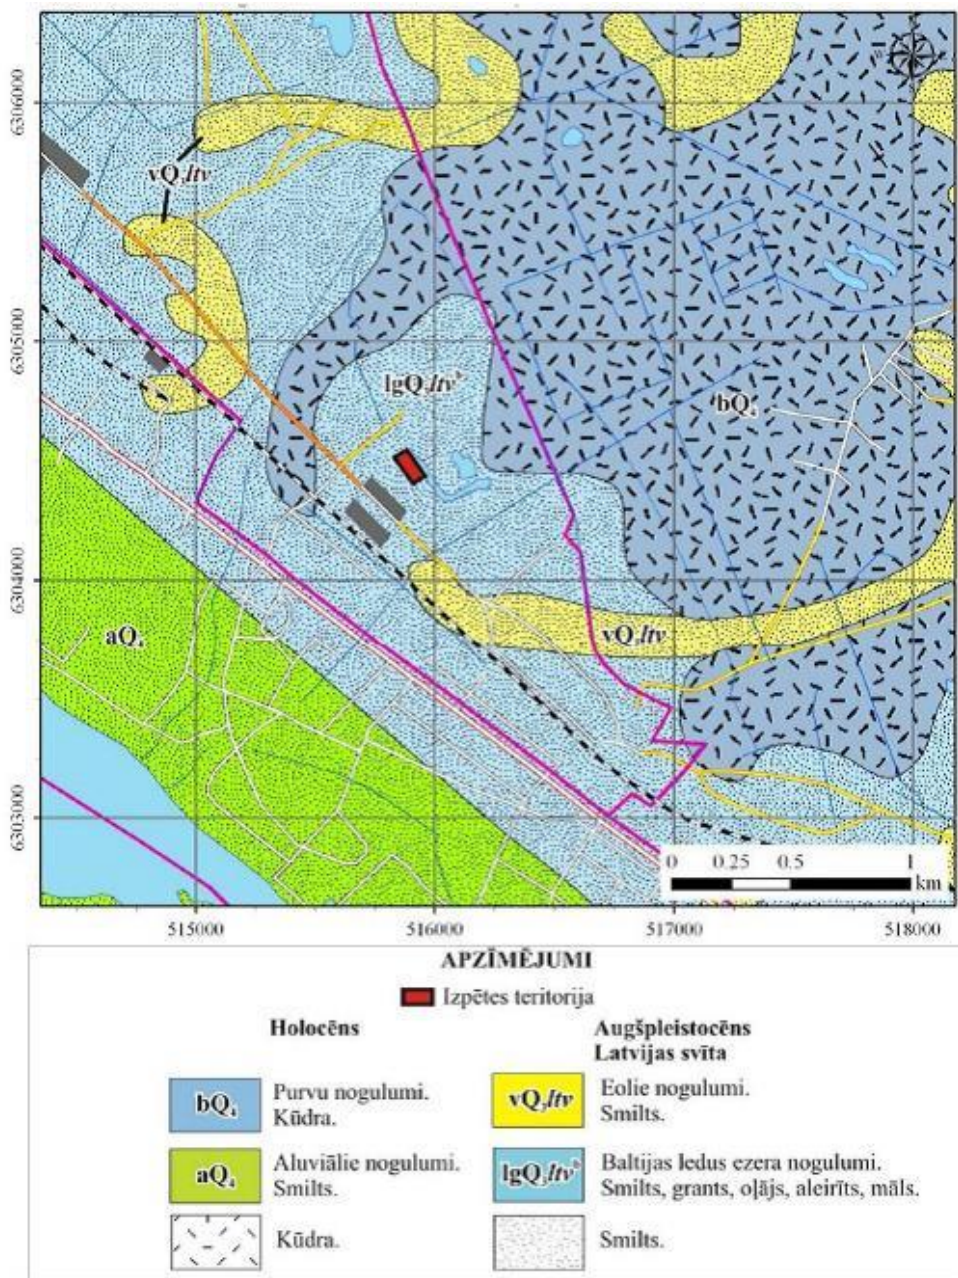 6306000
6305000
6304000
6303000
vQ₃ltv
lgQ₃ltvᵇ
bQ₄
aQ₄
vQ₃ltv
0 0.25 0.5 1
km
515000 516000 517000 518000
APZĪMĒJUMI
Izpētes teritorija
Holocēns
Augšpleistocēns
Latvijas svīta
bQ₄
Purvu nogulumi.
Kūdra.
vQ₃ltv
Eolie nogulumi.
Smilts.
aQ₄
Aluviālie nogulumi.
Smilts.
lgQ₃ltvᵇ
Baltijas ledus ezera nogulumi.
Smilts, grants, oļājs, aleirīts, māls.
Kūdra.
Smilts.